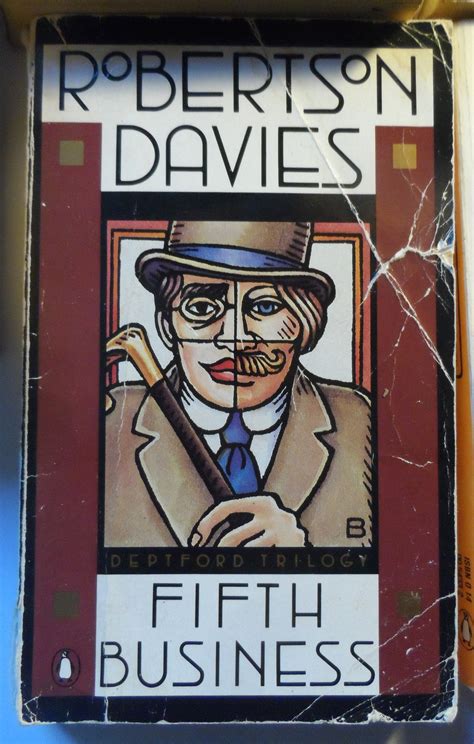 ROBERTSON
DAVIES
B
DEPTFORD TRILOGY
FIFTH
BUSINESS